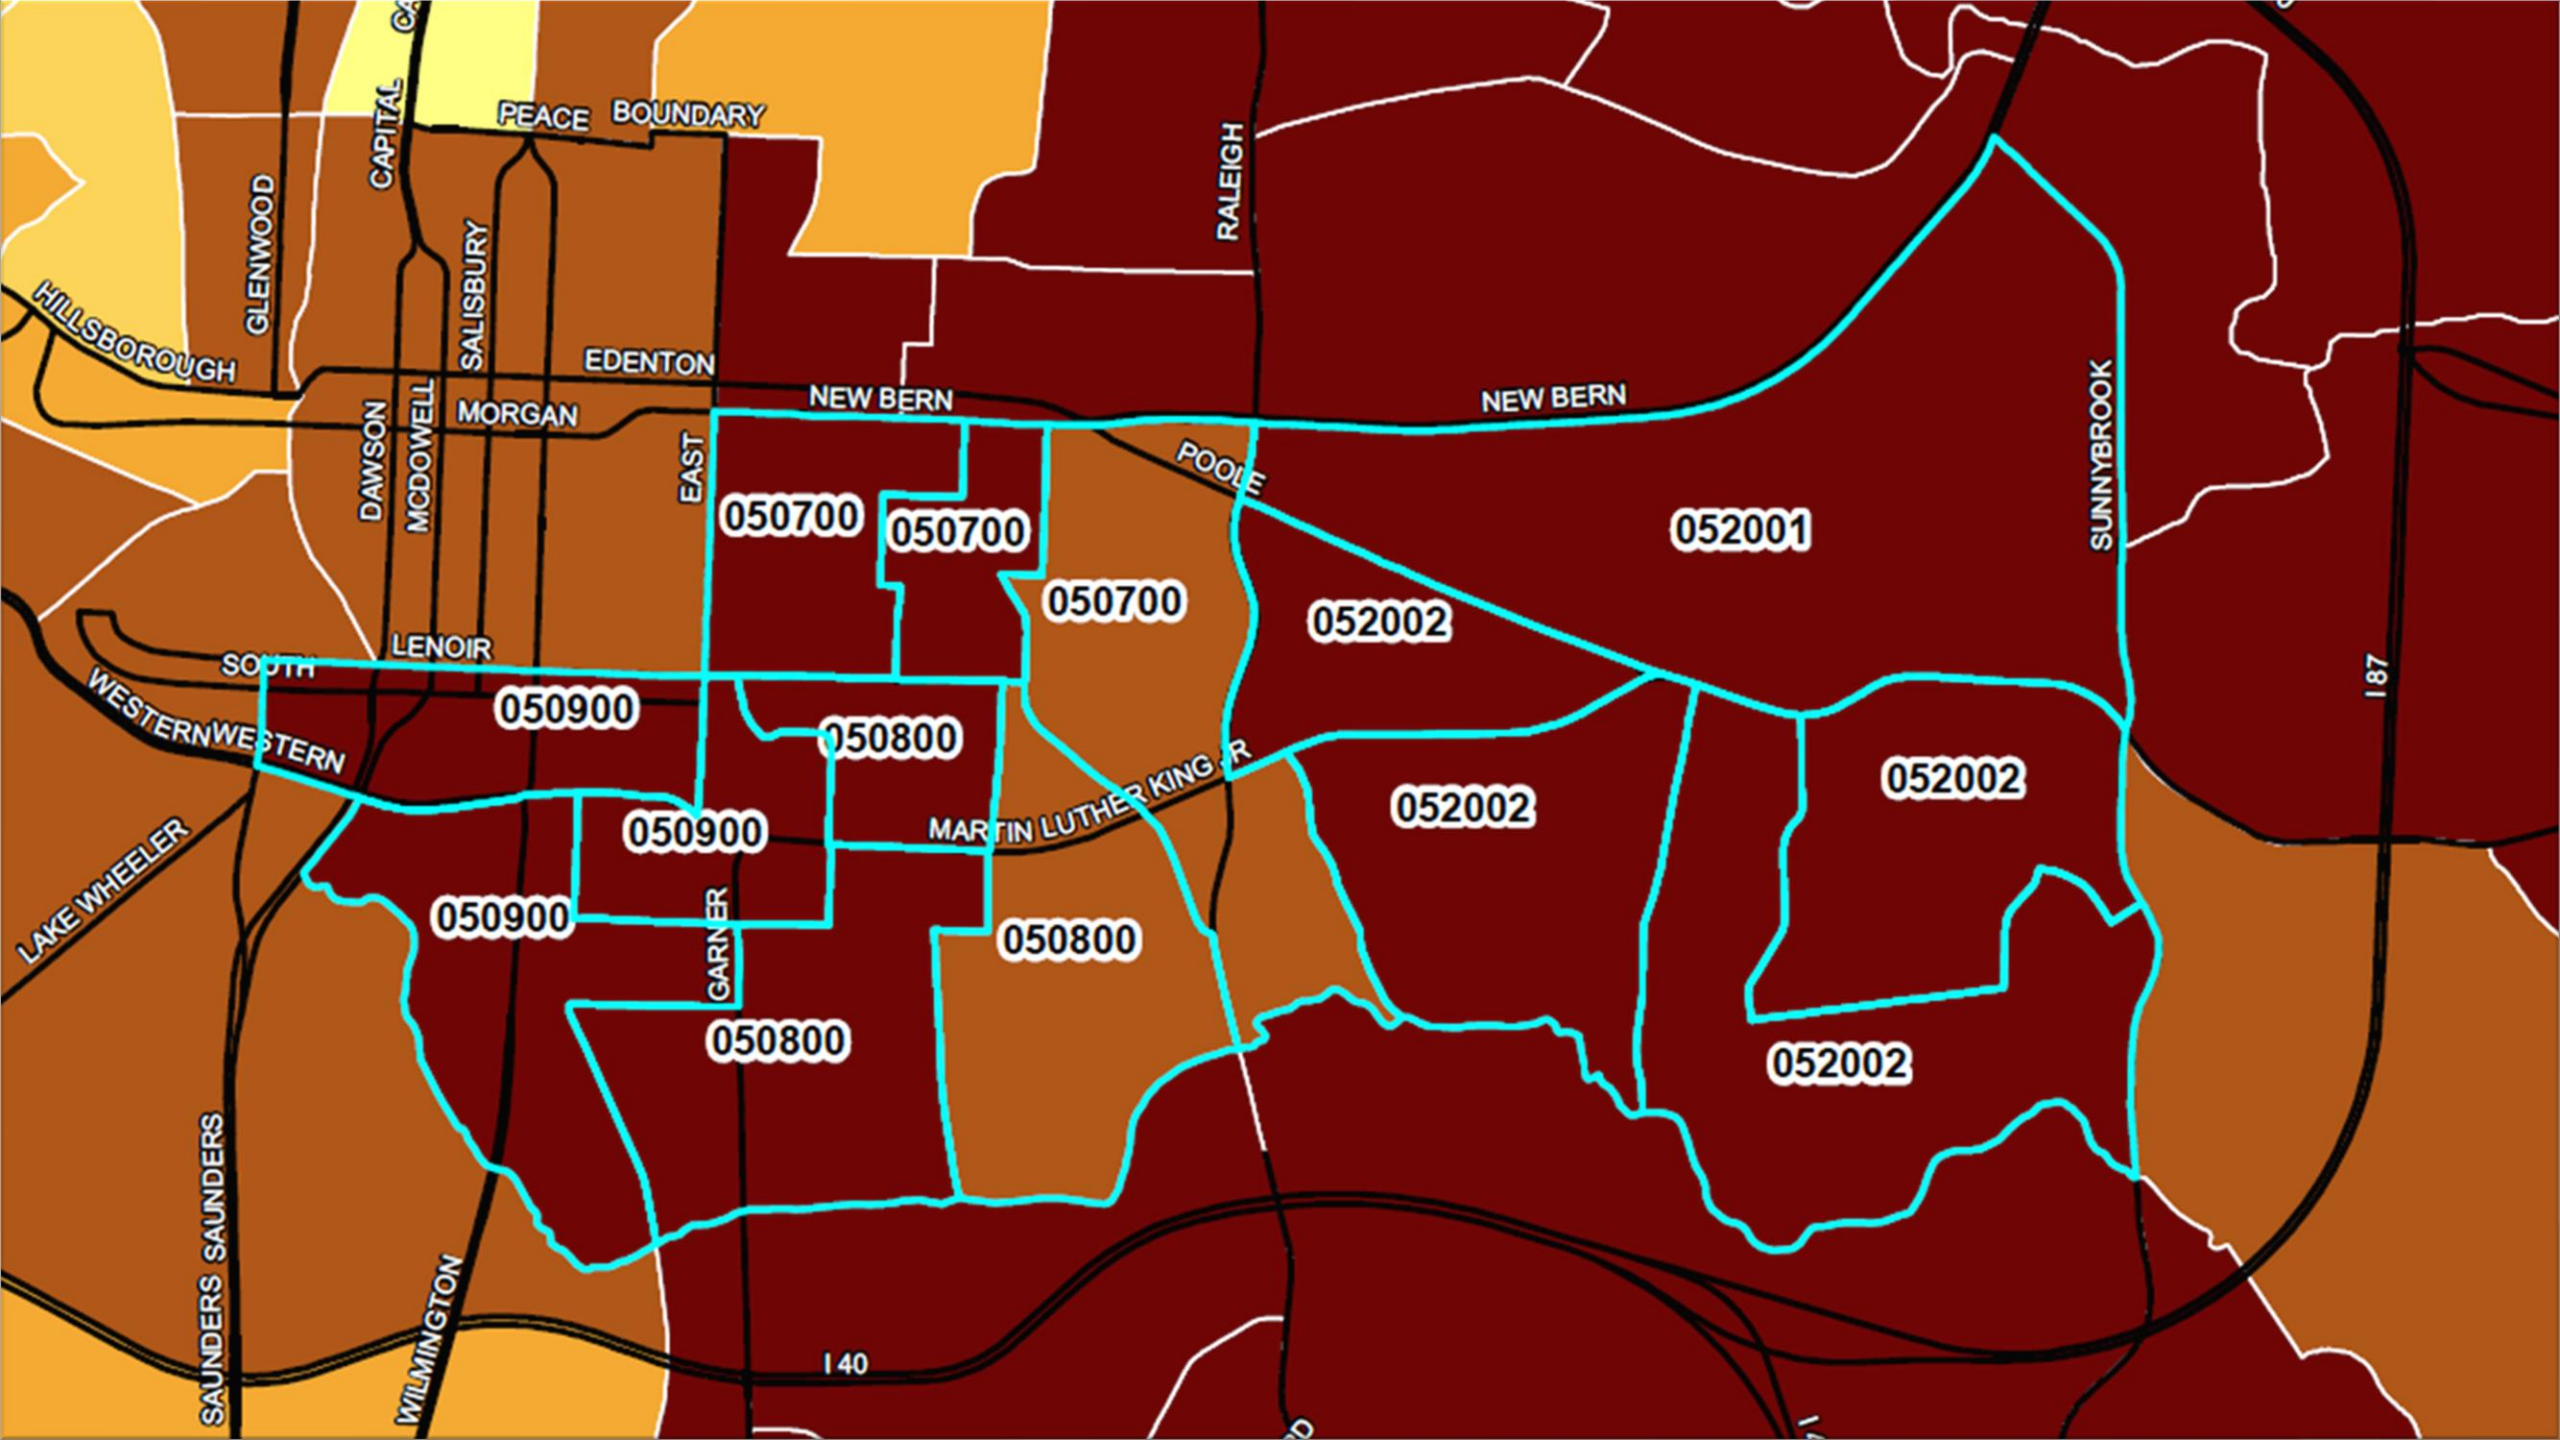 CAPITAL
PEACE
BOUNDARY
RALEIGH
GLENWOOD
SALISBURY
HILLSBOROUGH
EDENTON
NEW BERN
NEW BERN
MORGAN
DAWSON
MCDOWELL
EAST
POOLE
SUNNYBROOK
050700
050700
052001
050700
052002
LENOIR
SOUTH
I 87
WESTERN
WESTERN
050900
050800
MARTIN LUTHER KING JR
052002
052002
LAKE WHEELER
050900
050900
GARNER
050800
050800
052002
SAUNDERS
SAUNDERS
WILMINGTON
I 40